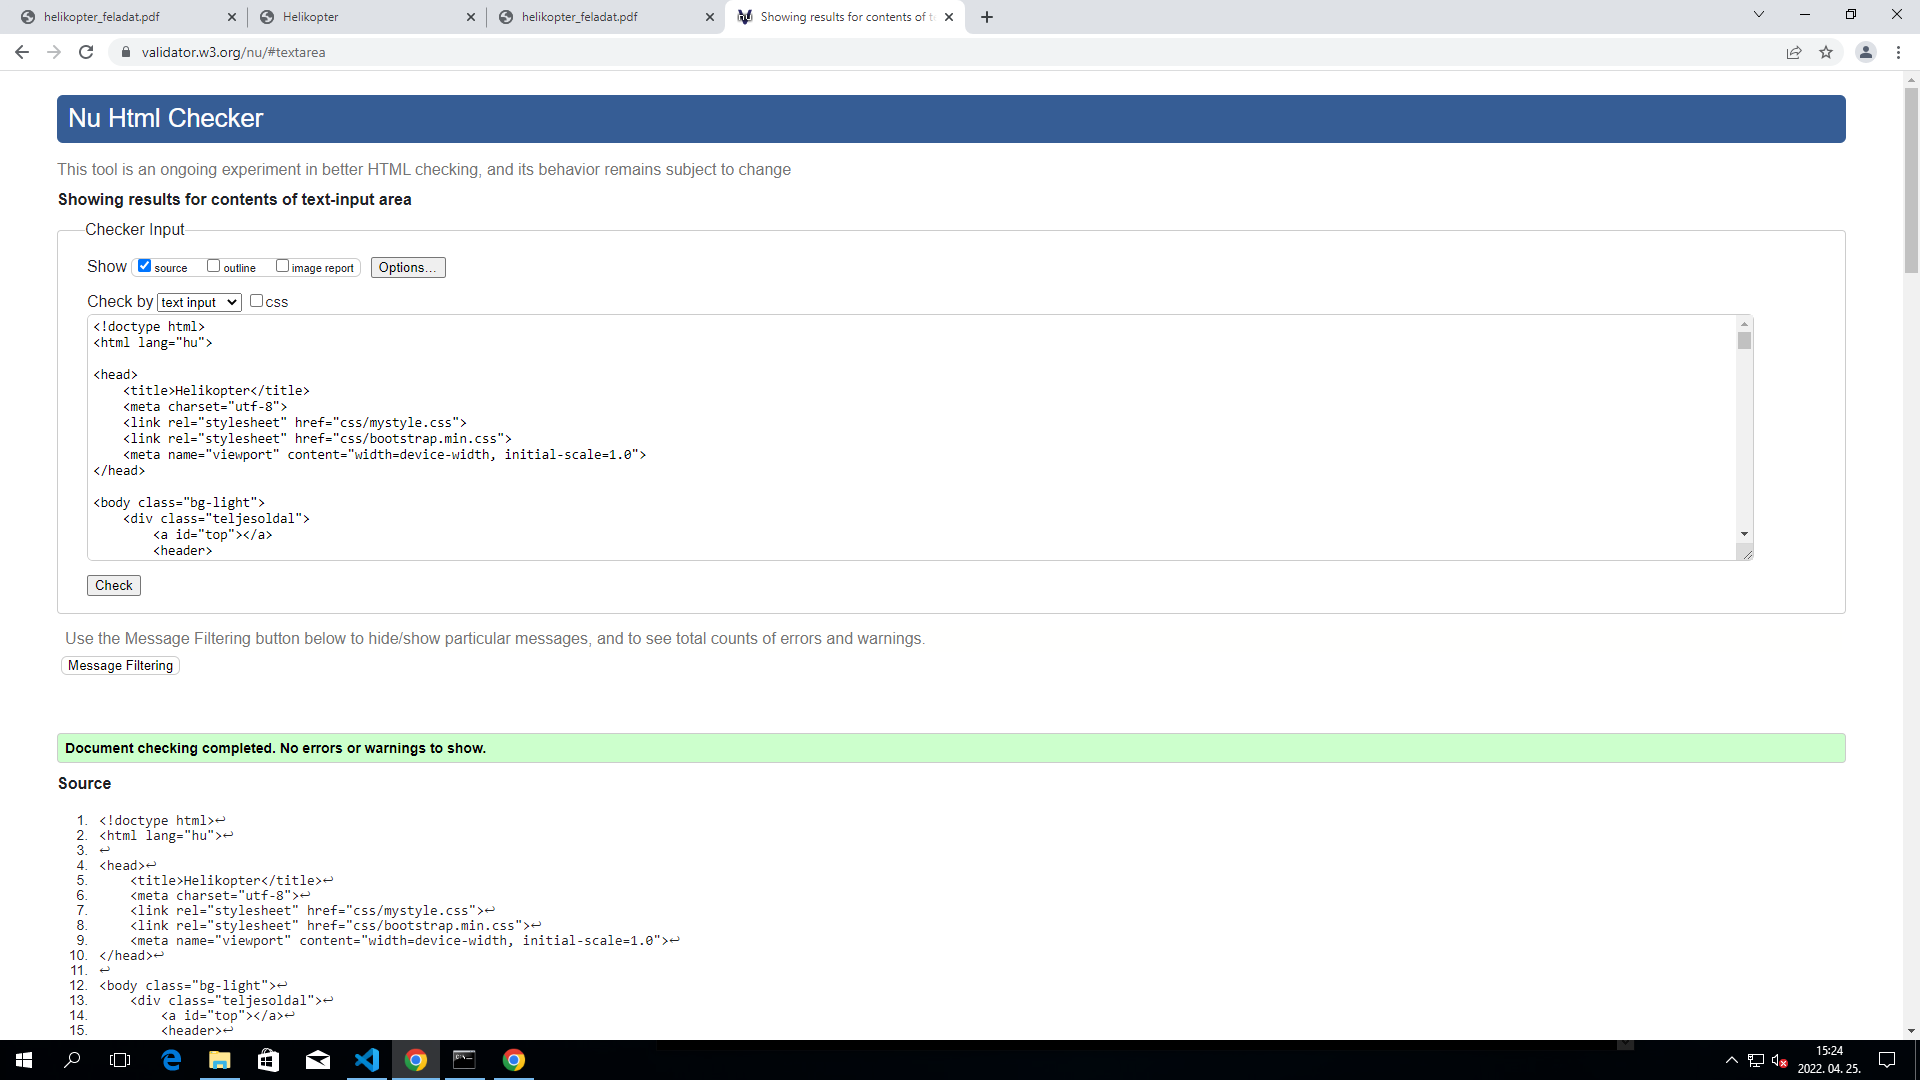 helikopter_feladat.pdf
Helikopter
helikopter_feladat.pdf
Showing results for contents of te
validator.w3.org/nu/#textarea
Nu Html Checker
This tool is an ongoing experiment in better HTML checking, and its behavior remains subject to change
Showing results for contents of text-input area
Checker Input
Show source outline image report Options...
Check by text input css
<!doctype html>
<html lang="hu">
<head>
<title>Helikopter</title>
<meta charset="utf-8">
<link rel="stylesheet" href="css/mystyle.css">
<link rel="stylesheet" href="css/bootstrap.min.css">
<meta name="viewport" content="width=device-width, initial-scale=1.0">
</head>
<body class="bg-light">
<div class="teljesoldal">
<a id="top"></a>
<header>
Check
Use the Message Filtering button below to hide/show particular messages, and to see total counts of errors and warnings.
Message Filtering
Document checking completed. No errors or warnings to show.
Source
1. <!doctype html>↩
2. <html lang="hu">↩
3. ↩
4. <head>↩
5. <title>Helikopter</title>↩
6. <meta charset="utf-8">↩
7. <link rel="stylesheet" href="css/mystyle.css">↩
8. <link rel="stylesheet" href="css/bootstrap.min.css">↩
9. <meta name="viewport" content="width=device-width, initial-scale=1.0">↩
10. </head>↩
11. ↩
12. <body class="bg-light">↩
13. <div class="teljesoldal">↩
14. <a id="top"></a>↩
15. <header>↩
15:24
2022. 04. 25.